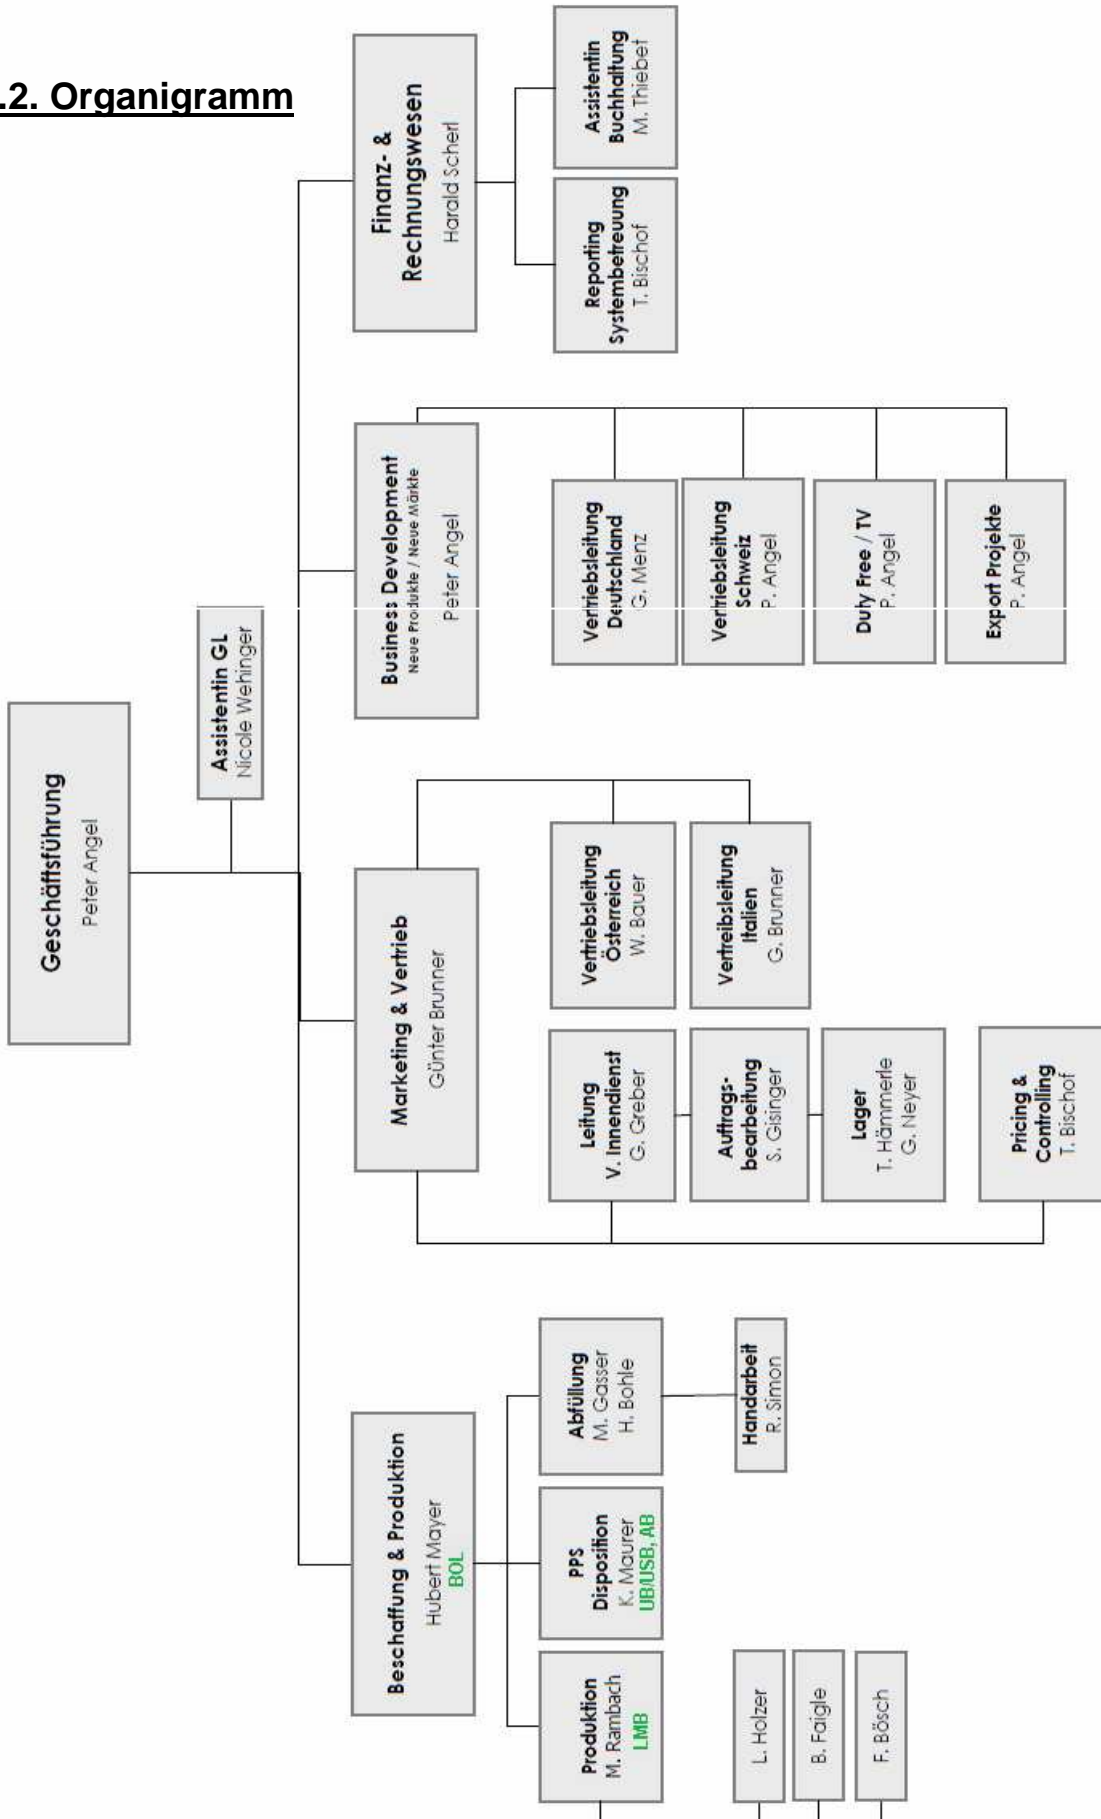 .2. Organigramm
Geschäftsführung
Peter Angel
Assistentin GL
Nicole Wehinger
Beschaffung & Produktion
Hubert Mayer
BOL
Marketing & Vertrieb
Günter Brunner
Business Development
Neue Produkte / Neue Märkte
Peter Angel
Finanz- &
Rechnungswesen
Harald Scherl
Produktion
M. Rambach
LMB
PPS
Disposition
K. Maurer
UB/USB, AB
Abfüllung
M. Gasser
H. Bohle
Handarbeit
R. Simon
L. Holzer
B. Faigle
F. Bösch
Leitung
V. Innendienst
G. Greber
Auftrags-
bearbeitung
S. Gisinger
Lager
T. Hämmerle
G. Neyer
Pricing &
Controlling
T. Bischof
Vertriebsleitung
Österreich
W. Bauer
Vertreibsleitung
Italien
G. Brunner
Vertriebsleitung
Deutschland
G. Menz
Vertriebsleitung
Schweiz
P. Angel
Duty Free / TV
P. Angel
Export Projekte
P. Angel
Reporting
Systembetreuung
T. Bischof
Assistentin
Buchhaltung
M. Thiebet